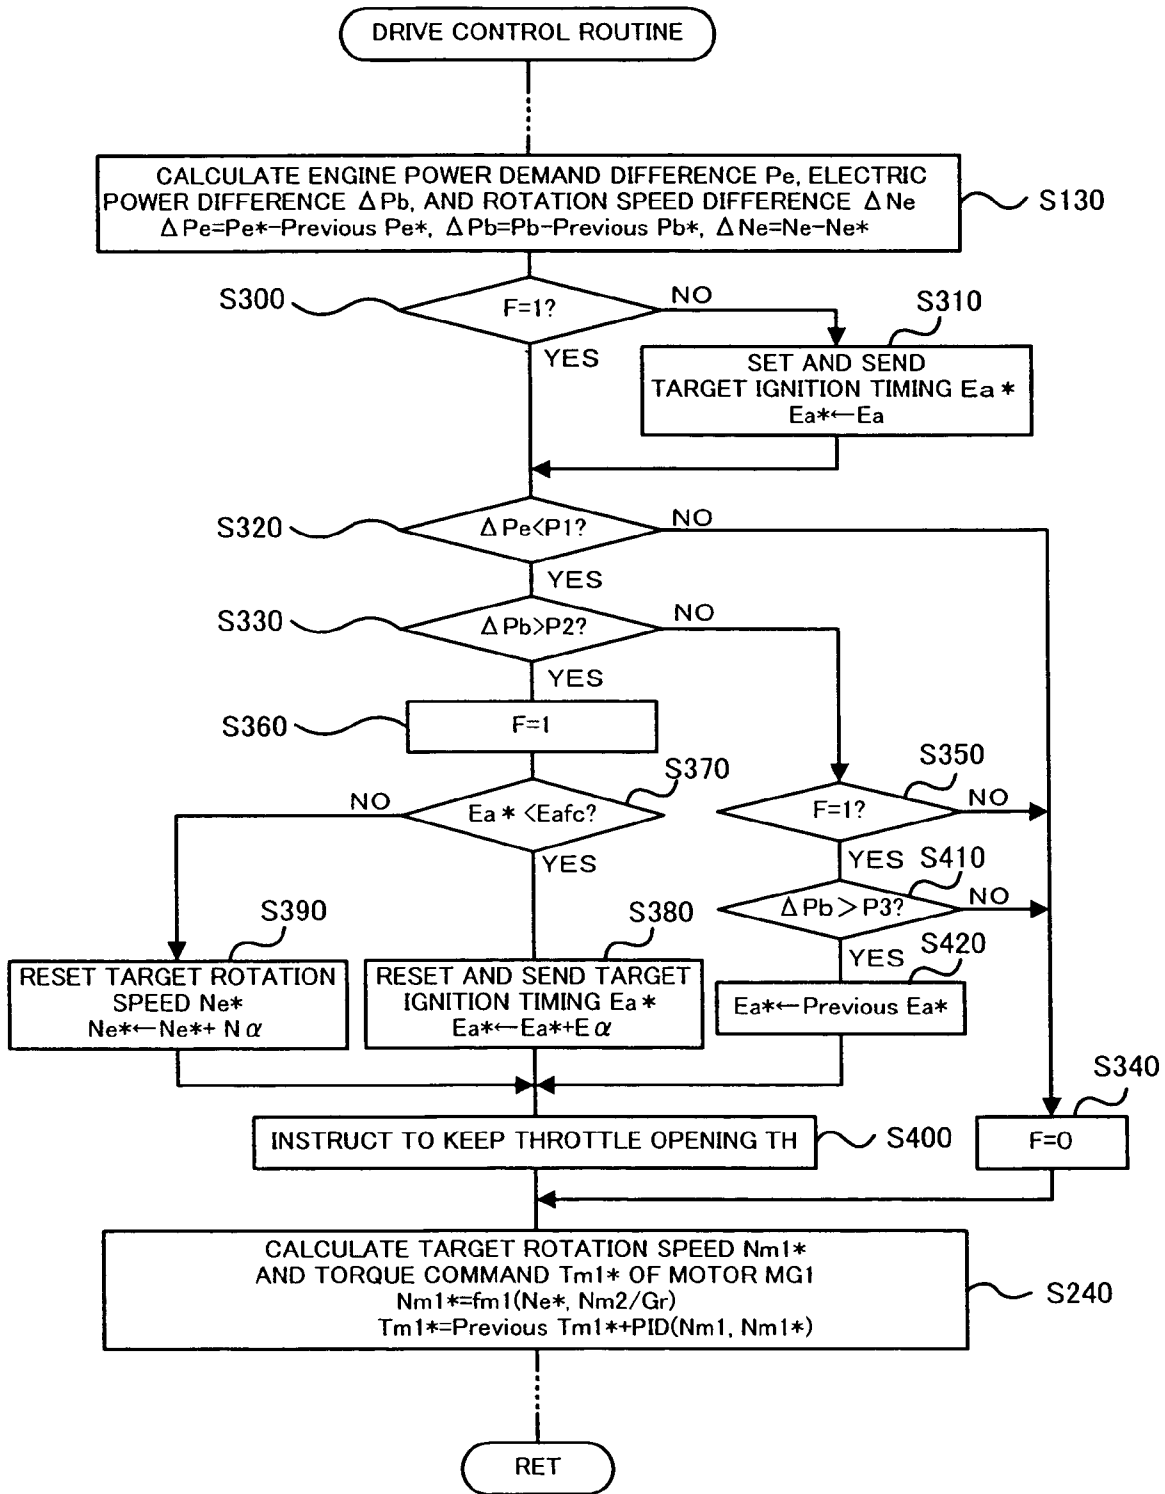 DRIVE CONTROL ROUTINE
CALCULATE ENGINE POWER DEMAND DIFFERENCE Pe, ELECTRIC
POWER DIFFERENCE ΔPb, AND ROTATION SPEED DIFFERENCE ΔNe
ΔPe=Pe*-Previous Pe*, ΔPb=Pb-Previous Pb*, ΔNe=Ne-Ne*
S130
S300
F=1?
NO
YES
S310
SET AND SEND
TARGET IGNITION TIMING Ea*
Ea*←Ea
S320
ΔPe<P1?
NO
YES
S330
ΔPb>P2?
NO
YES
S360
F=1
S370
Ea*<Eafc?
NO
YES
S350
F=1?
NO
YES
S410
ΔPb>P3?
NO
YES
S390
RESET TARGET ROTATION
SPEED Ne*
Ne*←Ne*+Nα
S380
RESET AND SEND TARGET
IGNITION TIMING Ea*
Ea*←Ea*+Eα
S420
Ea*←Previous Ea*
INSTRUCT TO KEEP THROTTLE OPENING TH
S400
S340
F=0
CALCULATE TARGET ROTATION SPEED Nm1*
AND TORQUE COMMAND Tm1* OF MOTOR MG1
Nm1*=fm1(Ne*, Nm2/Gr)
Tm1*=Previous Tm1*+PID(Nm1, Nm1*)
S240
RET